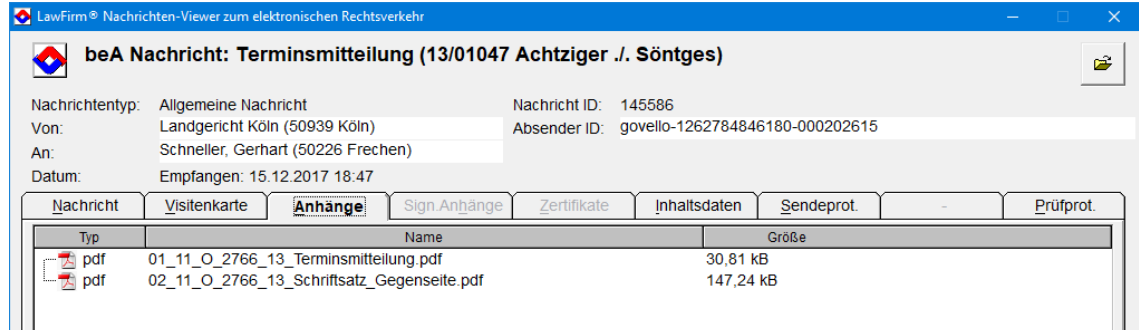 LawFirm® Nachrichten-Viewer zum elektronischen Rechtsverkehr
beA Nachricht: Terminsmitteilung (13/01047 Achtziger ./. Söntges)
Nachrichtentyp: Allgemeine Nachricht Nachricht ID: 145586
Von: Landgericht Köln (50939 Köln) Absender ID: govello-1262784846180-000202615
An: Schneller, Gerhart (50226 Frechen)
Datum: Empfangen: 15.12.2017 18:47
Nachricht Visitenkarte Anhänge Sign.Anhänge Zertifikate Inhaltsdaten Sendeprot. - Prüfprot.
Typ Name Größe
pdf 01_11_O_2766_13_Terminsmitteilung.pdf 30,81 kB
pdf 02_11_O_2766_13_Schriftsatz_Gegenseite.pdf 147,24 kB